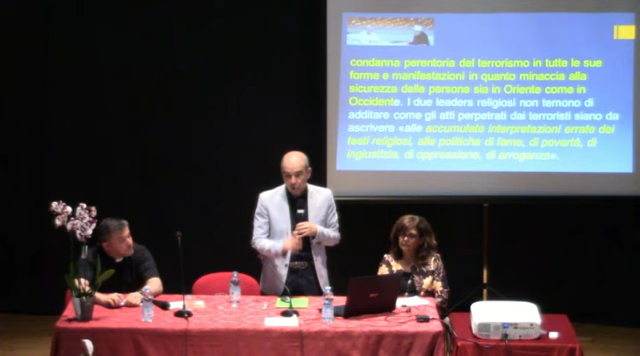 condanna perentoria del terrorismo in tutte le sue
forme e manifestazioni in quanto minaccia alla
sicurezza delle persone sia in Oriente come in
Occidente. I due leaders religiosi non temono di
additare come gli atti perpetrati dai terroristi siano da
ascrivere «alle accumulate interpretazioni errate dei
testi religiosi, alle politiche di fame, di povertà, di
ingiustizia, di oppressione, di arroganza».